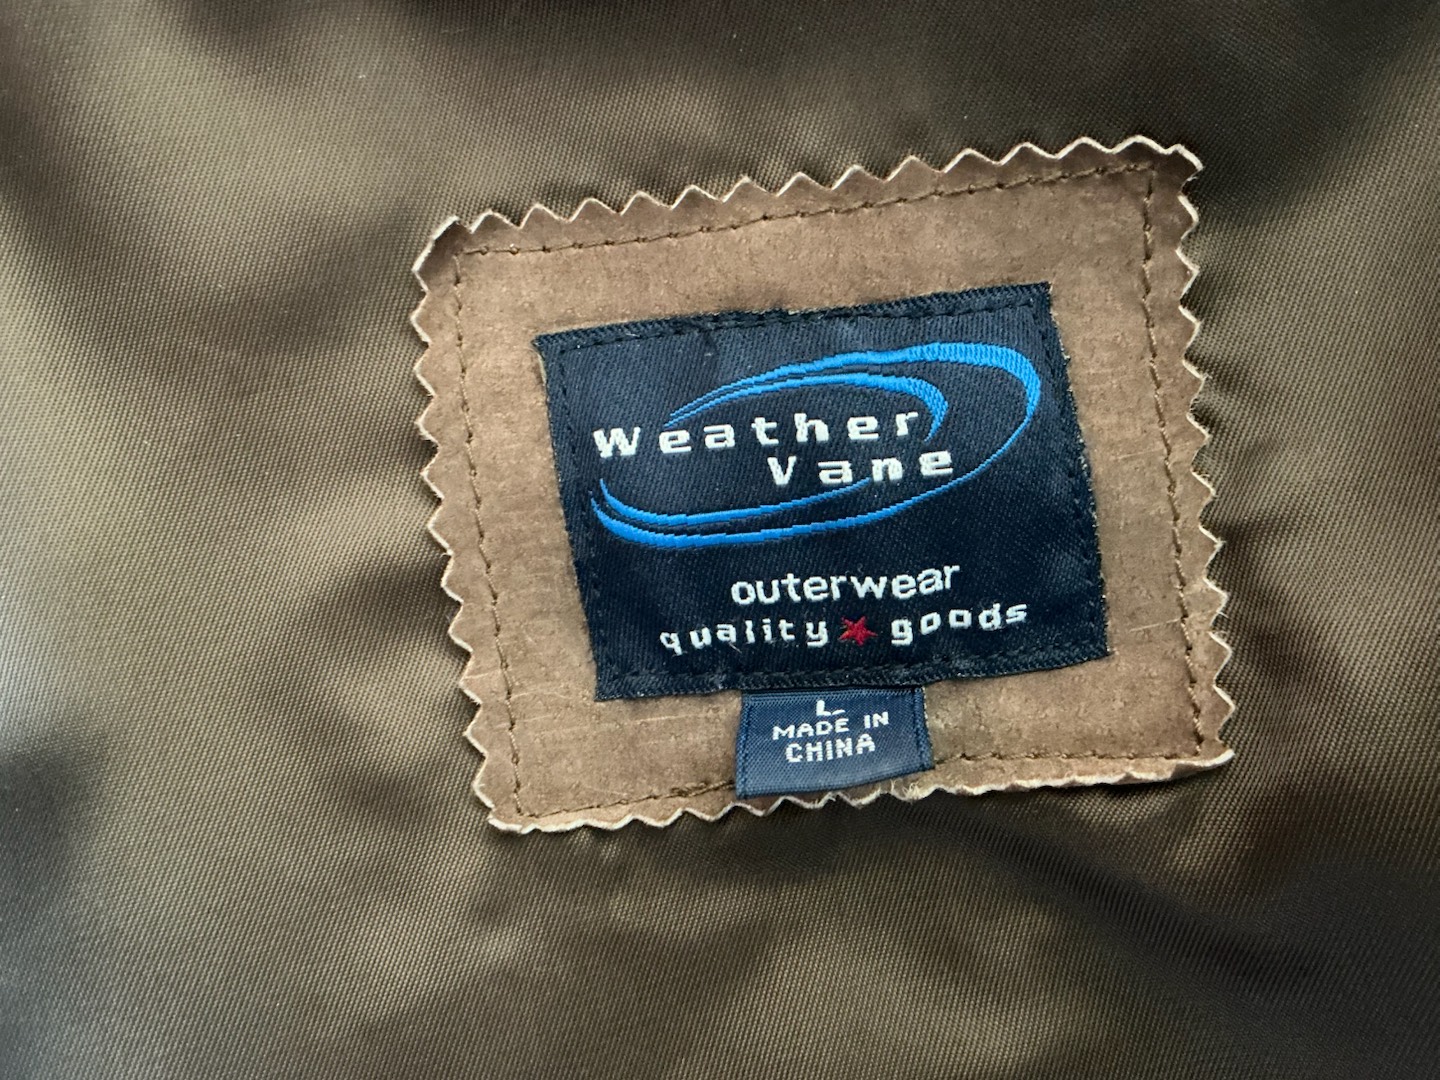 Weather
Vane
outerwear
quality goods
L
MADE IN
CHINA